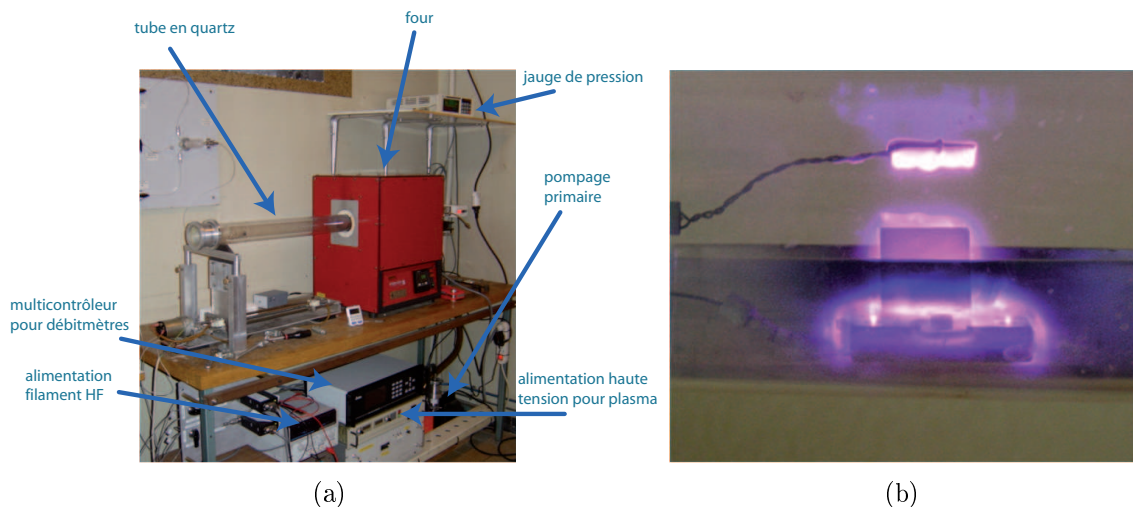 tube en quartz
four
jauge de pression
pompage
primaire
multicontrôleur
pour débitmètres
alimentation
filament HF
alimentation haute
tension pour plasma
(a)
(b)